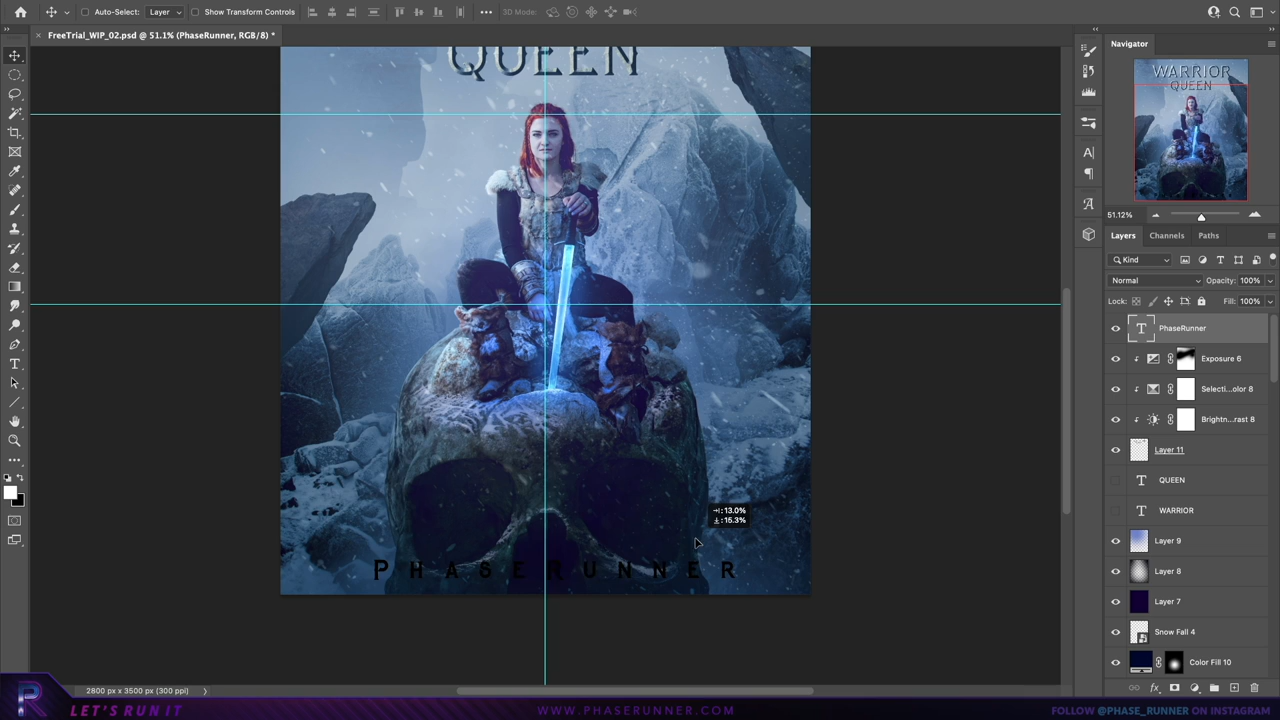 Auto-Select: Layer Show Transform Controls 3D Mode:
FreeTrial_WIP_02.psd @ 51.1% (PhaseRunner, RGB/8) *
QUEEN
13.0%
15.3%
PHASERUNNER
2800 px x 3500 px (300 ppi)
Navigator
WARRIOR
QUEEN
51.12%
Layers Channels Paths
Kind
Normal Opacity: 100%
Lock: Fill: 100%
T PhaseRunner
Exposure 6
Selecti...olor 8
Brightn...rast 8
Layer 11
T QUEEN
T WARRIOR
Layer 9
Layer 8
Layer 7
Snow Fall 4
Color Fill 10
fx
R LET'S RUN IT
WWW.PHASERUNNER.COM
FOLLOW @PHASE_RUNNER ON INSTAGRAM